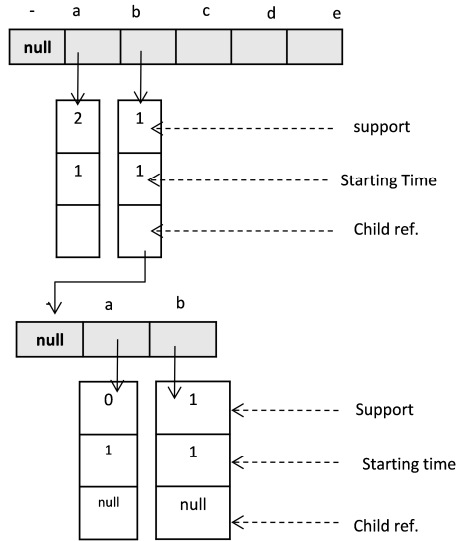 - a b c d e
null
2 1 support
1 1 Starting Time
Child ref.
- a b
null
0 1 Support
1 1 Starting time
null null
Child ref.